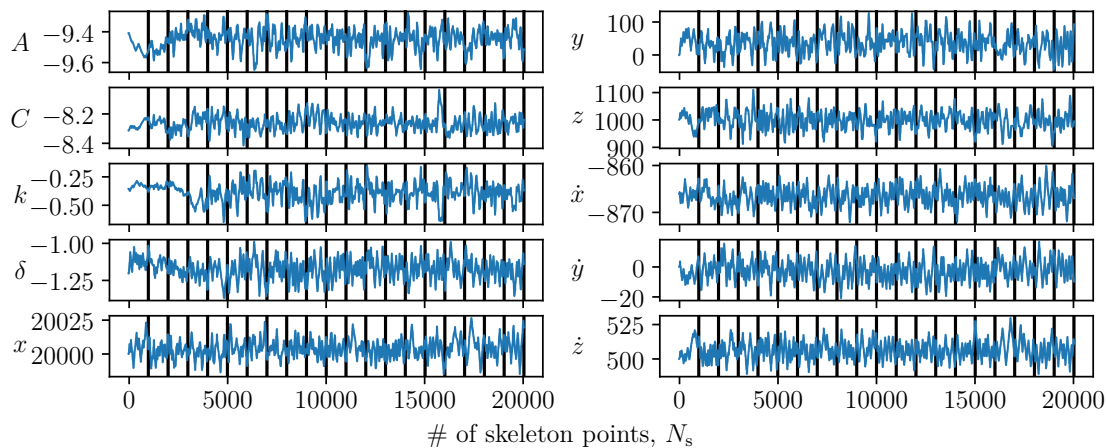 A −9.4 −9.6
C −8.2 −8.4
k −0.25 −0.50
δ −1.00 −1.25
x 20025 20000
0 5000 10000 15000 20000
y 100 0
z 1100 1000 900
ẋ −860 −870
ẏ 0 −20
ż 525 500
0 5000 10000 15000 20000
# of skeleton points, Nₛ